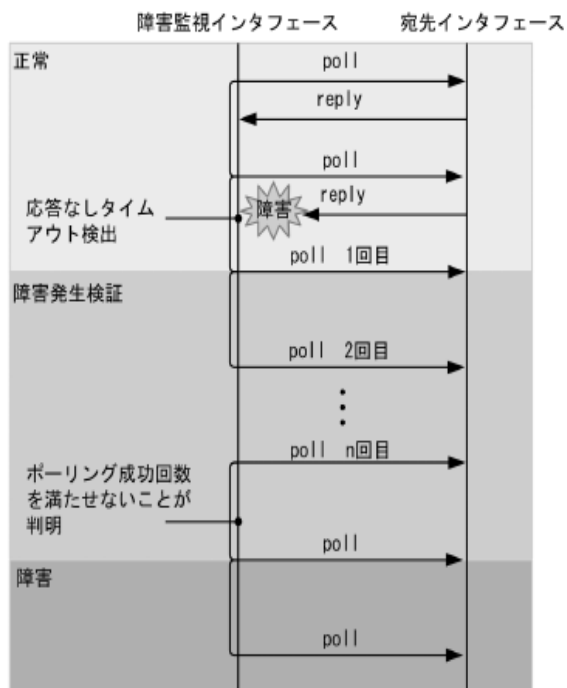 障害監視インタフェース 宛先インタフェース
正常
poll
reply
poll
reply
障害
応答なしタイム
アウト検出
poll 1回目
障害発生検証
poll 2回目
poll n回目
ポーリング成功回数
を満たせないことが
判明
poll
障害
poll